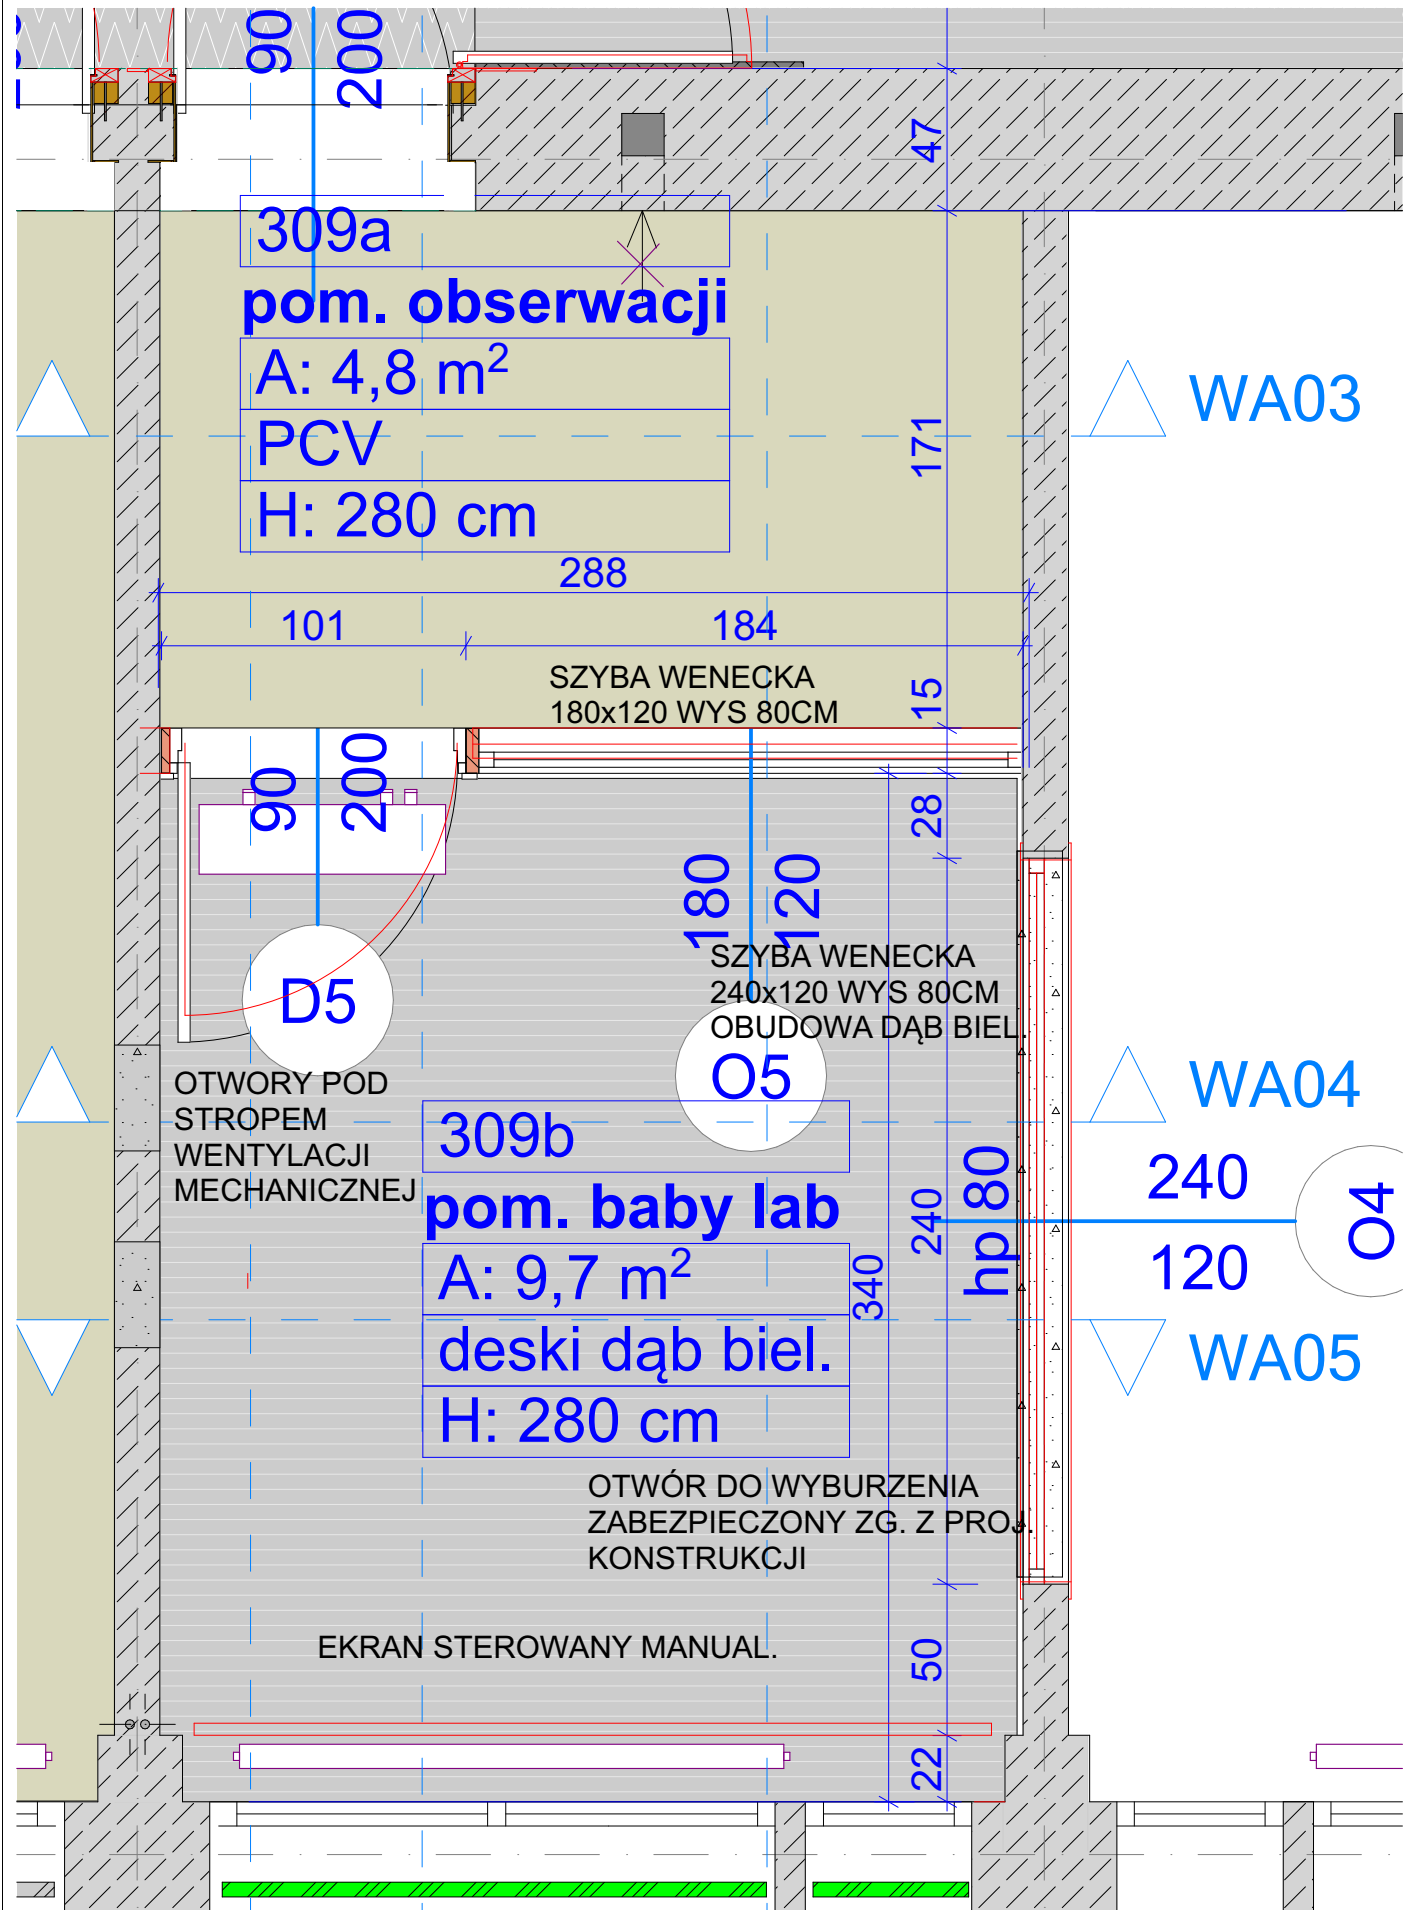 90
200
47
309a
pom. obserwacji
A: 4,8 m²
PCV
H: 280 cm
WA03
171
288
101
184
SZYBA WENECKA
180x120 WYS 80CM
15
90
200
28
180
120
SZYBA WENECKA
240x120 WYS 80CM
OBUDOWA DĄB BIEL.
D5
O5
OTWORY POD
STROPEM
WENTYLACJI
MECHANICZNEJ
WA04
309b
pom. baby lab
A: 9,7 m²
deski dąb biel.
H: 280 cm
340
240
hp 80
240
120
O4
WA05
OTWÓR DO WYBURZENIA
ZABEZPIECZONY ZG. Z PROJ.
KONSTRUKCJI
EKRAN STEROWANY MANUAL.
50
22